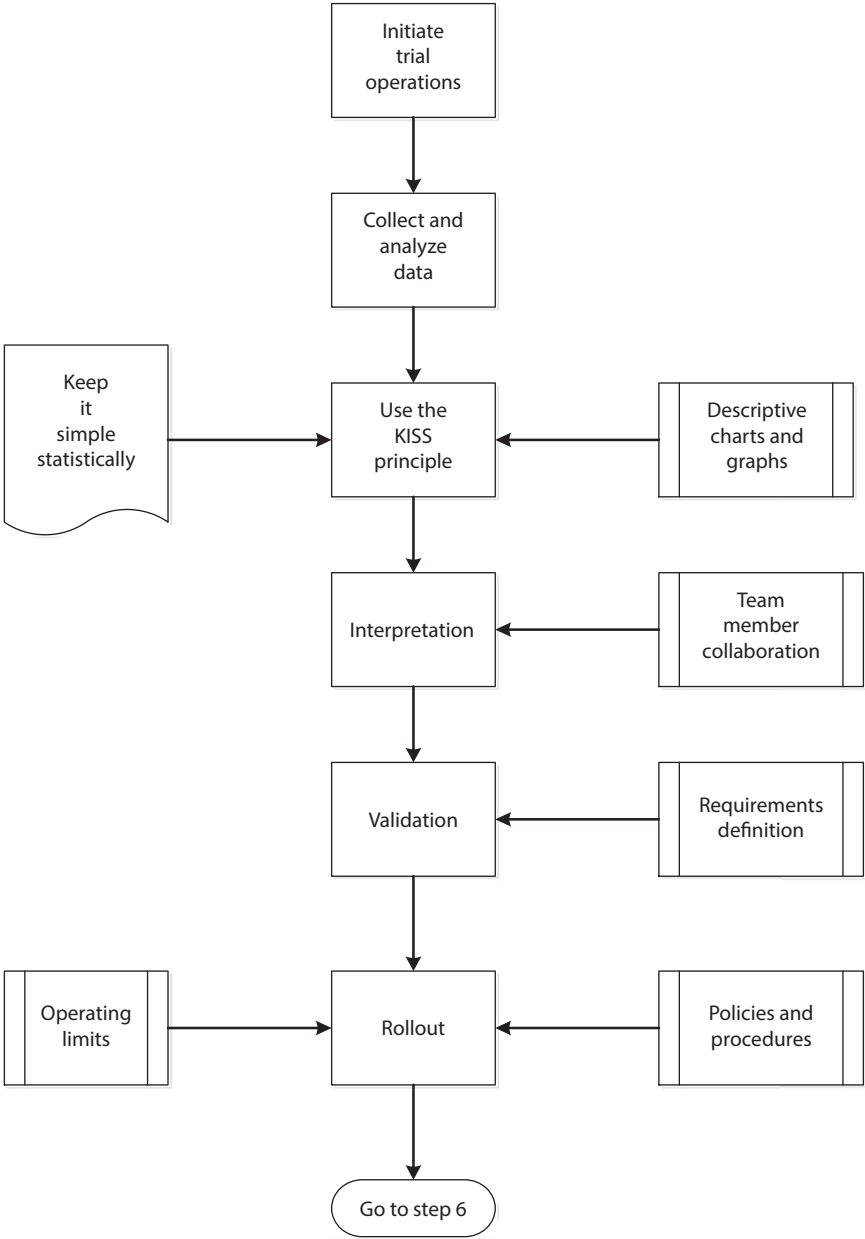 Initiate
trial
operations
Collect and
analyze
data
Keep
it
simple
statistically
Use the
KISS
principle
Descriptive
charts and
graphs
Interpretation
Team
member
collaboration
Validation
Requirements
definition
Operating
limits
Rollout
Policies and
procedures
Go to step 6